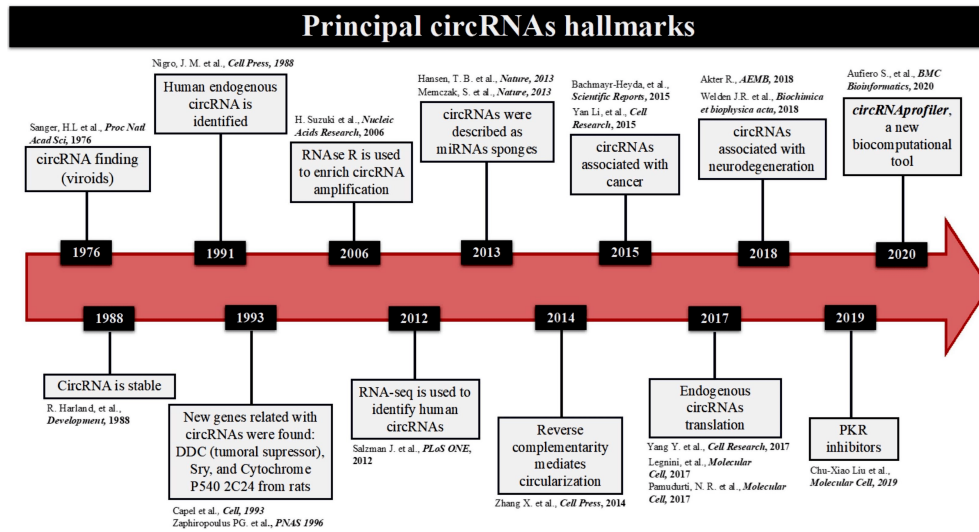 Principal circRNAs hallmarks
Sanger, H.L et al., Proc Natl
Acad Sci, 1976
circRNA finding
(viroids)
1976
Nigro, J. M. et al., Cell Press, 1988
Human endogenous
circRNA is
identified
1991
H. Suzuki et al., Nucleic
Acids Research, 2006
RNAse R is used
to enrich circRNA
amplification
2006
Hansen, T. B. et al., Nature, 2013
Memczak, S. et al., Nature, 2013
circRNAs were
described as
miRNAs sponges
2013
Bachmayr-Heyda, et al.,
Scientific Reports, 2015
Yan Li, et al., Cell
Research, 2015
circRNAs
associated with
cancer
2015
Akter R., AEMB, 2018
Welden J.R. et al., Biochimica
et biophysica acta, 2018
circRNAs
associated with
neurodegeneration
2018
Aufiero S., et al., BMC
Bioinformatics, 2020
circRNAprofiler,
a new
biocomputational
tool
2020
1988
CircRNA is stable
R. Harland, et al.,
Development, 1988
1993
New genes related with
circRNAs were found:
DDC (tumoral supressor),
Sry, and Cytochrome
P540 2C24 from rats
Capel et al., Cell, 1993
Zaphiropoulus PG. et al., PNAS 1996
2012
RNA-seq is used to
identify human
circRNAs
Salzman J. et al., PLoS ONE,
2012
2014
Reverse
complementarity
mediates
circularization
Zhang X. et al., Cell Press, 2014
2017
Endogenous
circRNAs
translation
Yang Y. et al., Cell Research, 2017
Legnini, et al., Molecular
Cell, 2017
Pamudurti, N. R. et al., Molecular
Cell, 2017
2019
PKR
inhibitors
Chu-Xiao Liu et al.,
Molecular Cell, 2019